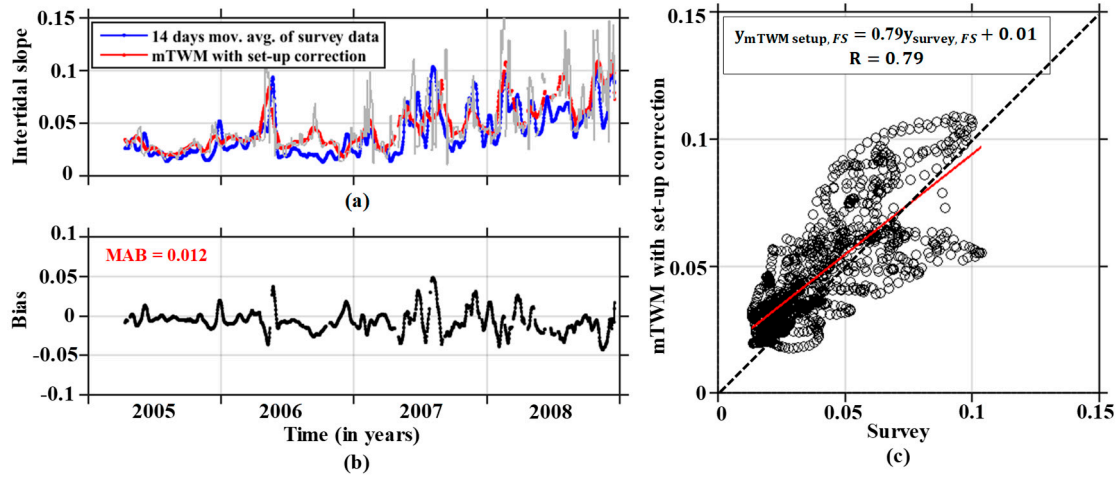 0.15
0.1
0.05
0
Intertidal slope
14 days mov. avg. of survey data
mTWM with set-up correction
(a)
0.1
0.05
0
-0.05
-0.1
Bias
MAB = 0.012
2005 2006 2007 2008
Time (in years)
(b)
0.15
0.1
0.05
0
mTWM with set-up correction
y_mTWM setup, FS = 0.79y_survey, FS + 0.01
R = 0.79
0 0.05 0.1 0.15
Survey
(c)